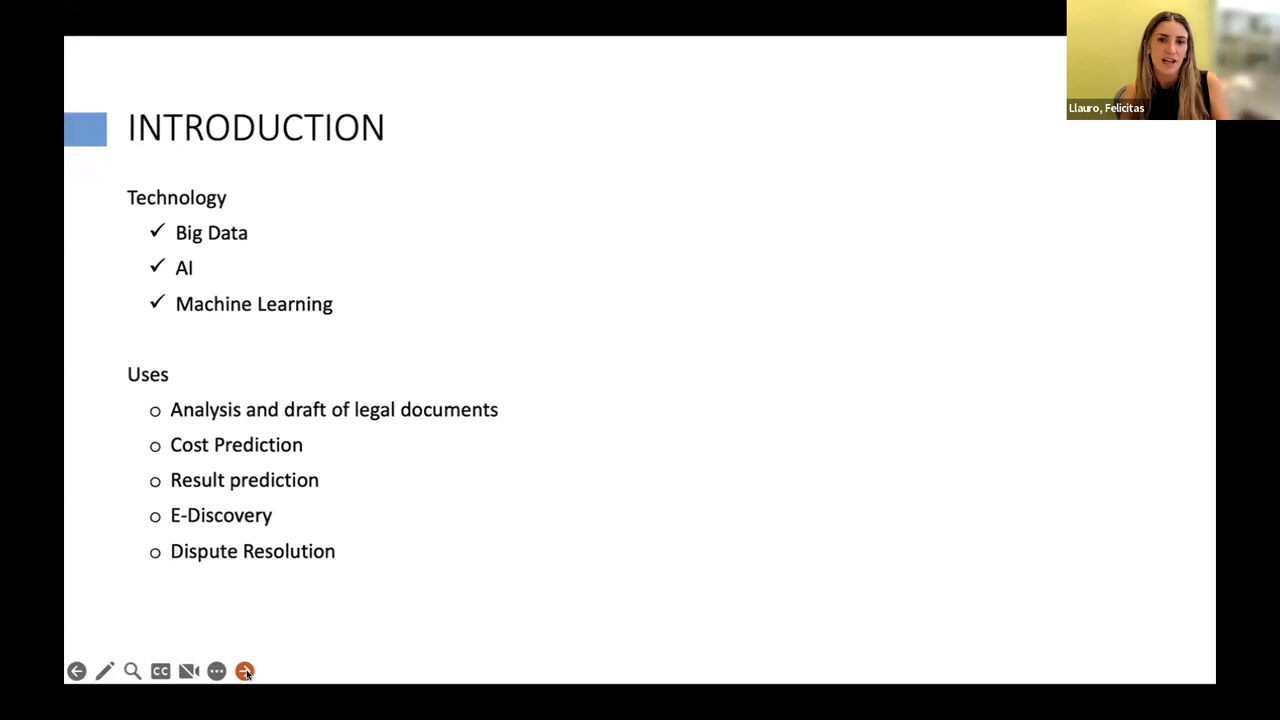 INTRODUCTION
Technology
✓ Big Data
✓ AI
✓ Machine Learning
Uses
o Analysis and draft of legal documents
o Cost Prediction
o Result prediction
o E-Discovery
o Dispute Resolution
Llauro, Felicitas
CC